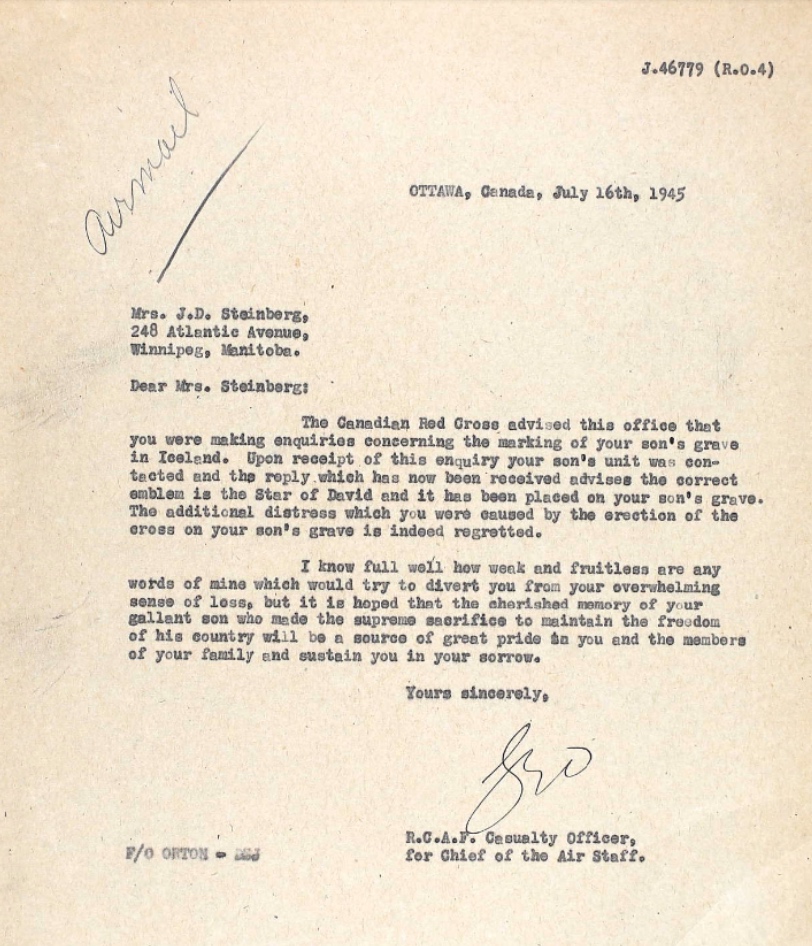 J.46779 (R.O.4)
Airmail
OTTAWA, Canada, July 16th, 1945
Mrs. J.D. Steinberg,
248 Atlantic Avenue,
Winnipeg, Manitoba.
Dear Mrs. Steinberg:
The Canadian Red Cross advised this office that
you were making enquiries concerning the marking of your son's grave
in Iceland. Upon receipt of this enquiry your son's unit was con-
tacted and the reply which has now been received advises the correct
emblem is the Star of David and it has been placed on your son's grave.
The additional distress which you were caused by the erection of the
cross on your son's grave is indeed regretted.
I know full well how weak and fruitless are any
words of mine which would try to divert you from your overwhelming
sense of loss, but it is hoped that the cherished memory of your
gallant son who made the supreme sacrifice to maintain the freedom
of his country will be a source of great pride in you and the members
of your family and sustain you in your sorrow.
Yours sincerely,
R.C.A.F. Casualty Officer,
for Chief of the Air Staff.
F/O ORTON -